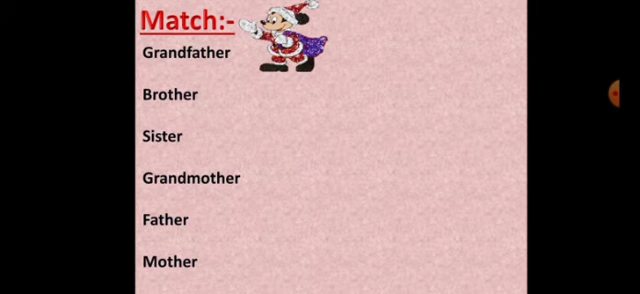 Match:-
Grandfather
Brother
Sister
Grandmother
Father
Mother